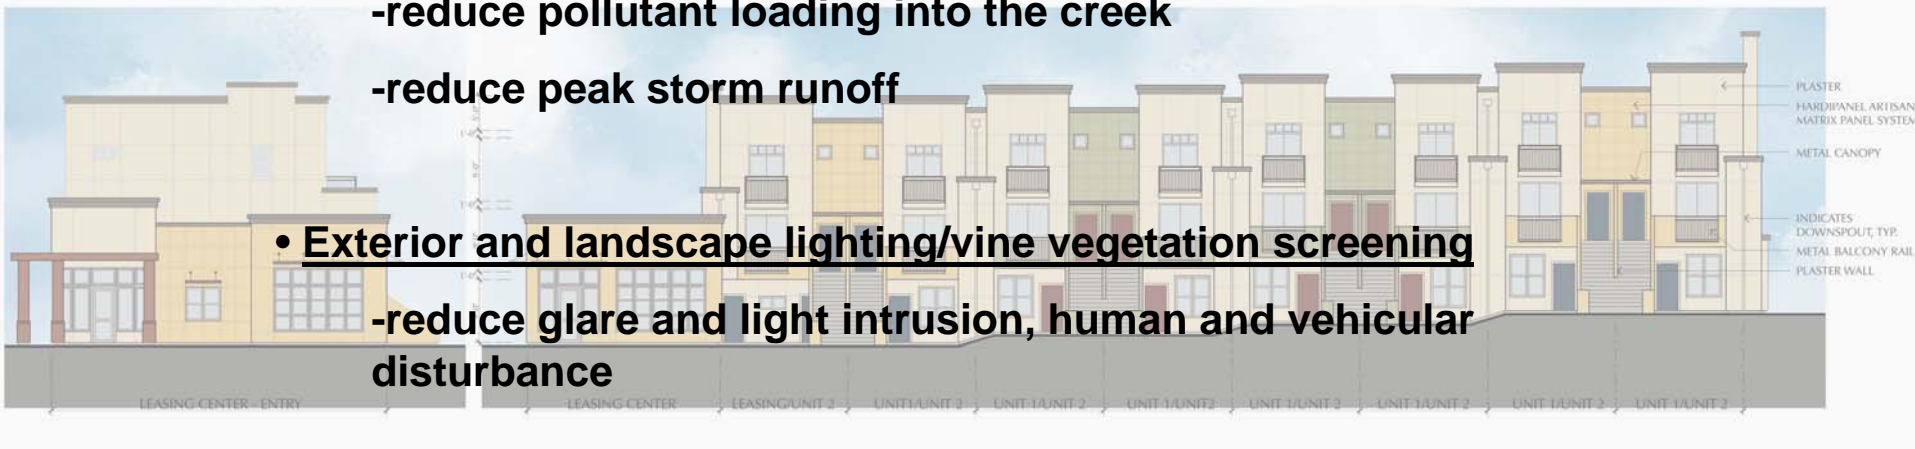 -reduce pollutant loading into the creek
-reduce peak storm runoff
• Exterior and landscape lighting/vine vegetation screening
-reduce glare and light intrusion, human and vehicular
disturbance
PLASTER
HARDIPANEL ARTISAN
MATRIX PANEL SYSTEM
METAL CANOPY
INDICATES
DOWNSPOUT, TYP.
METAL BALCONY RAIL
PLASTER WALL
LEASING CENTER - ENTRY
LEASING CENTER
LEASING/UNIT 2
UNIT1/UNIT 2
UNIT 1/UNIT 2
UNIT 1/UNIT2
UNIT 1/UNIT 2
UNIT 1/UNIT 2
UNIT 1/UNIT 2
UNIT 1/UNIT 2